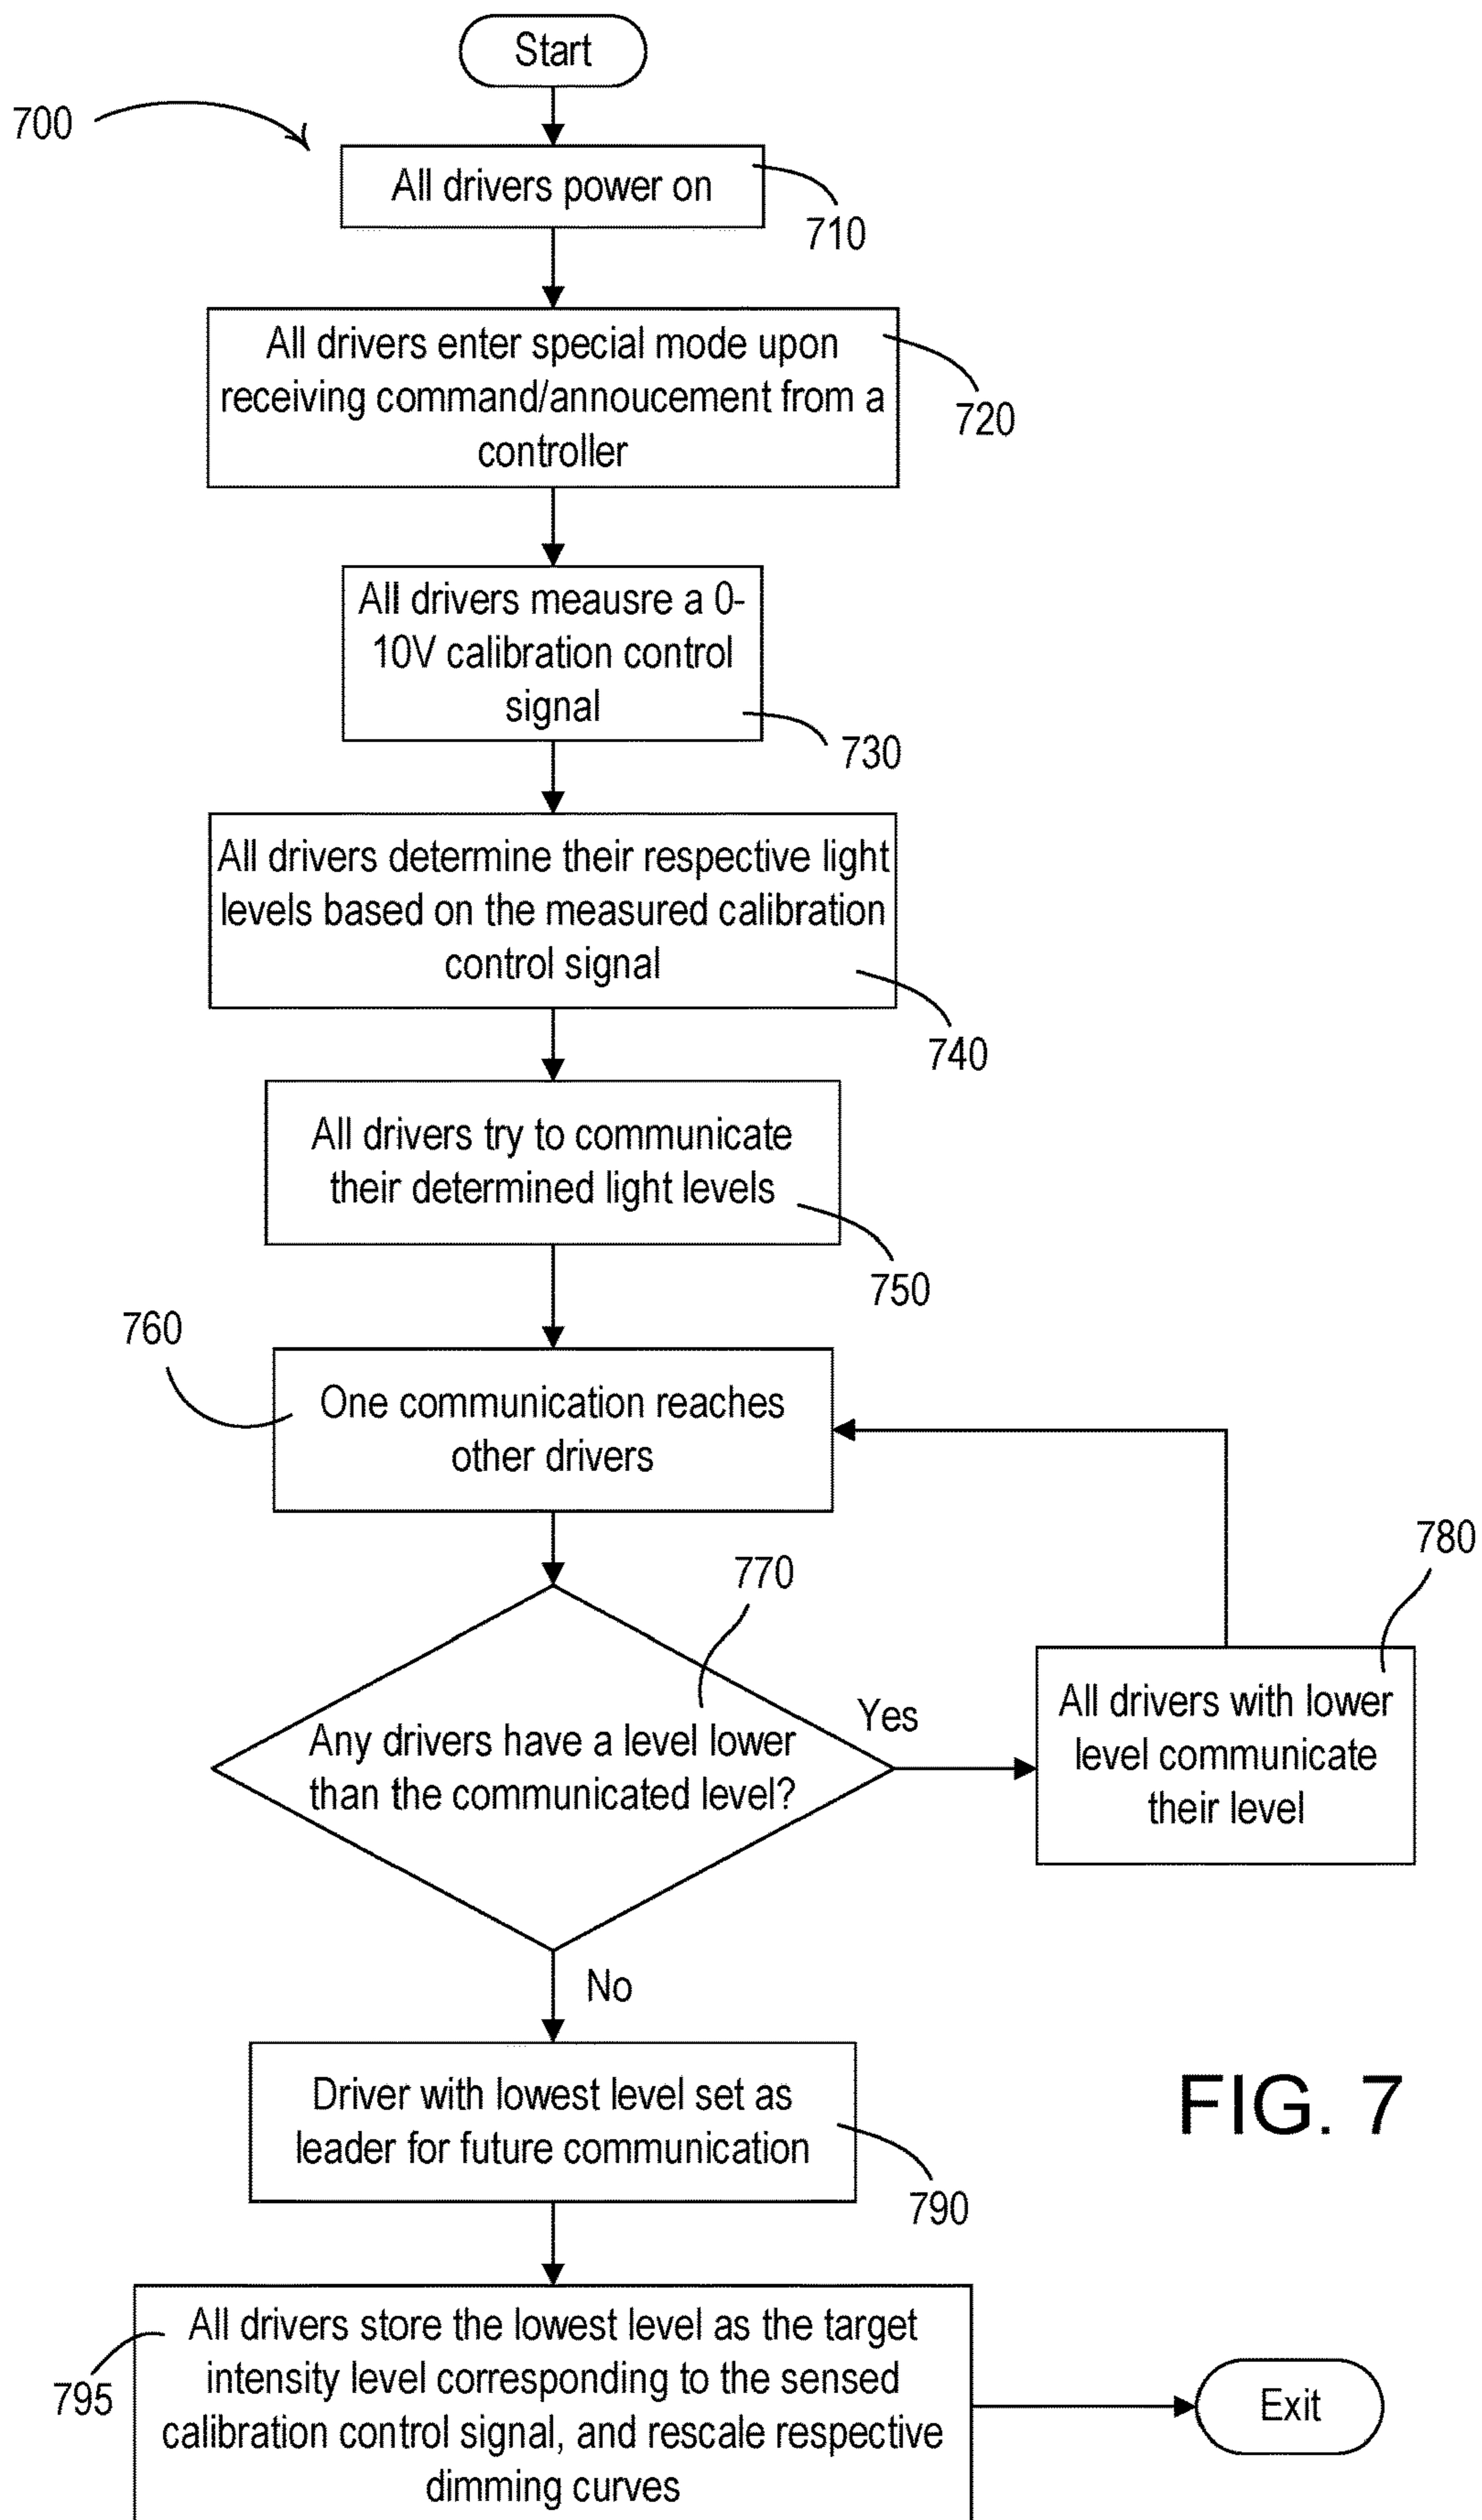 Start
700
All drivers power on
710
All drivers enter special mode upon
receiving command/annoucement from a
controller
720
All drivers meausre a 0-
10V calibration control
signal
730
All drivers determine their respective light
levels based on the measured calibration
control signal
740
All drivers try to communicate
their determined light levels
750
760
One communication reaches
other drivers
770
780
Any drivers have a level lower
than the communicated level?
Yes
All drivers with lower
level communicate
their level
No
Driver with lowest level set as
leader for future communication
790
FIG. 7
All drivers store the lowest level as the target
intensity level corresponding to the sensed
calibration control signal, and rescale respective
dimming curves
795
Exit